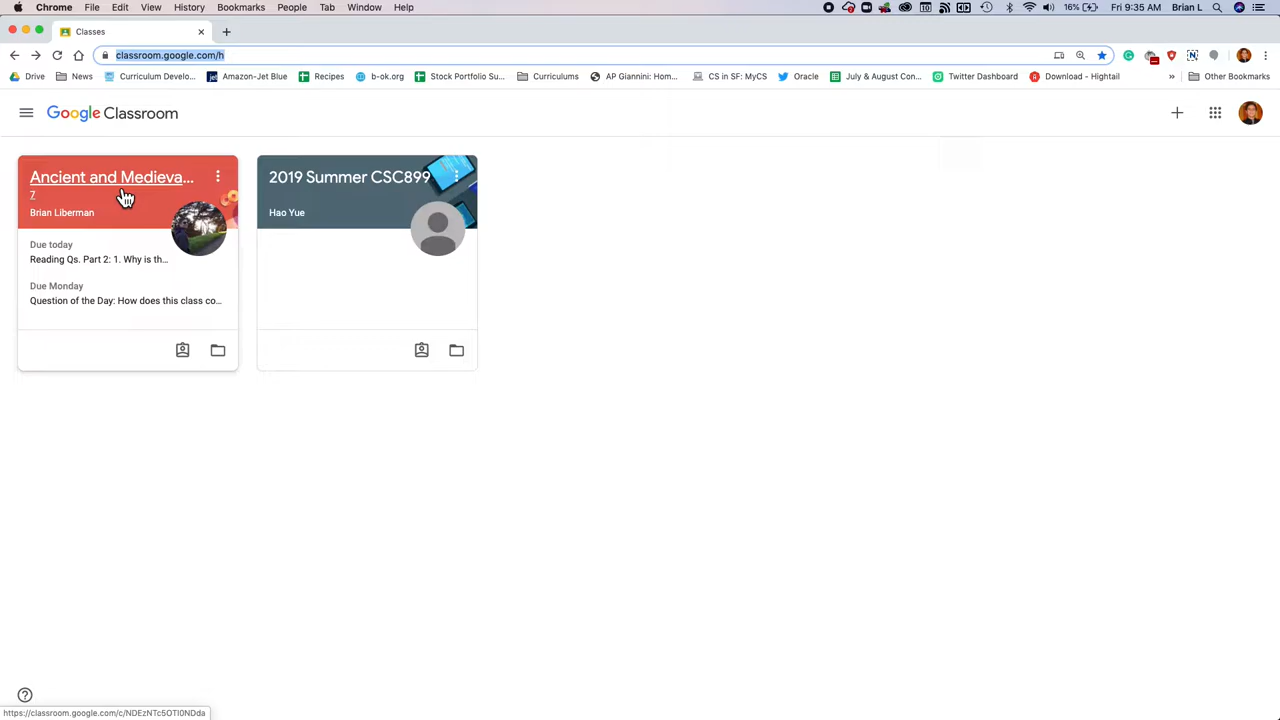 Chrome File Edit View History Bookmarks People Tab Window Help 16% Fri 9:35 AM Brian L
Classes
classroom.google.com/h
Drive News Curriculum Develo... Amazon-Jet Blue Recipes b-ok.org Stock Portfolio Su... Curriculums AP Giannini: Hom... CS in SF: MyCS Oracle July & August Con... Twitter Dashboard Download - Hightail » Other Bookmarks
Google Classroom
Ancient and Medieva...
7
Brian Liberman
Due today
Reading Qs. Part 2: 1. Why is th...
Due Monday
Question of the Day: How does this class co...
2019 Summer CSC899
Hao Yue
https://classroom.google.com/c/NDEzNTc5OTI0NDda